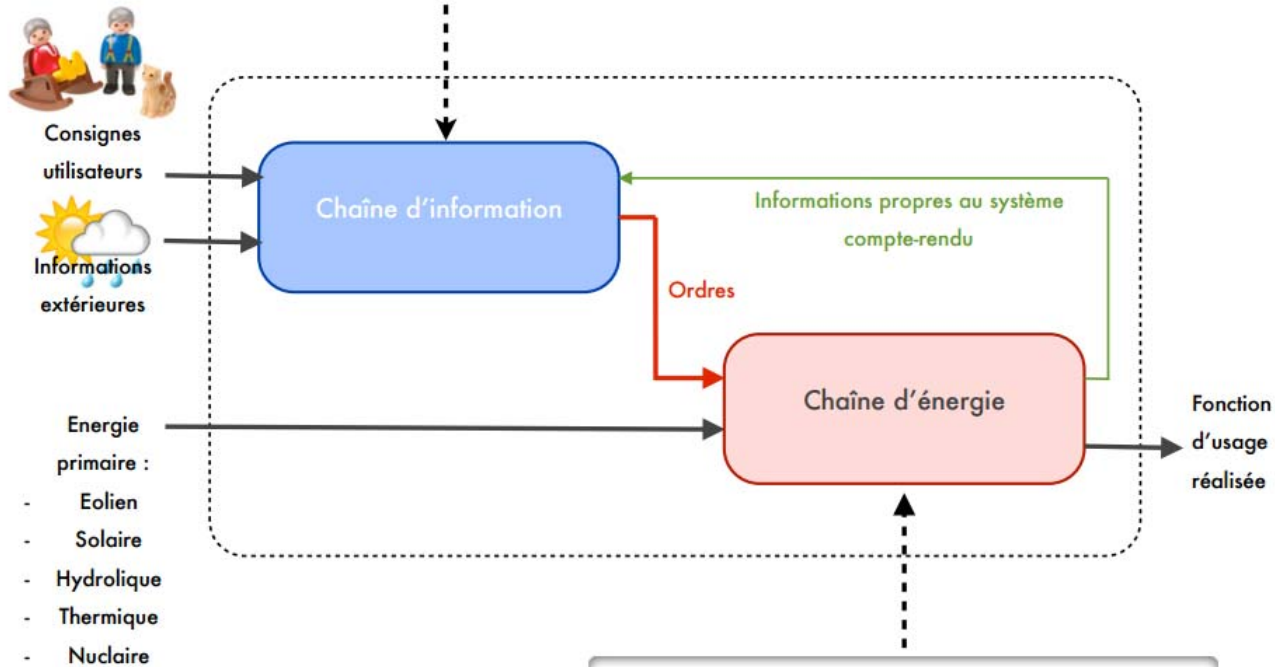 Consignes
utilisateurs
Informations
extérieures
Chaîne d'information
Informations propres au système
compte-rendu
Ordres
Chaîne d'énergie
Energie
primaire :
- Eolien
- Solaire
- Hydrolique
- Thermique
- Nuclaire
Fonction
d'usage
réalisée